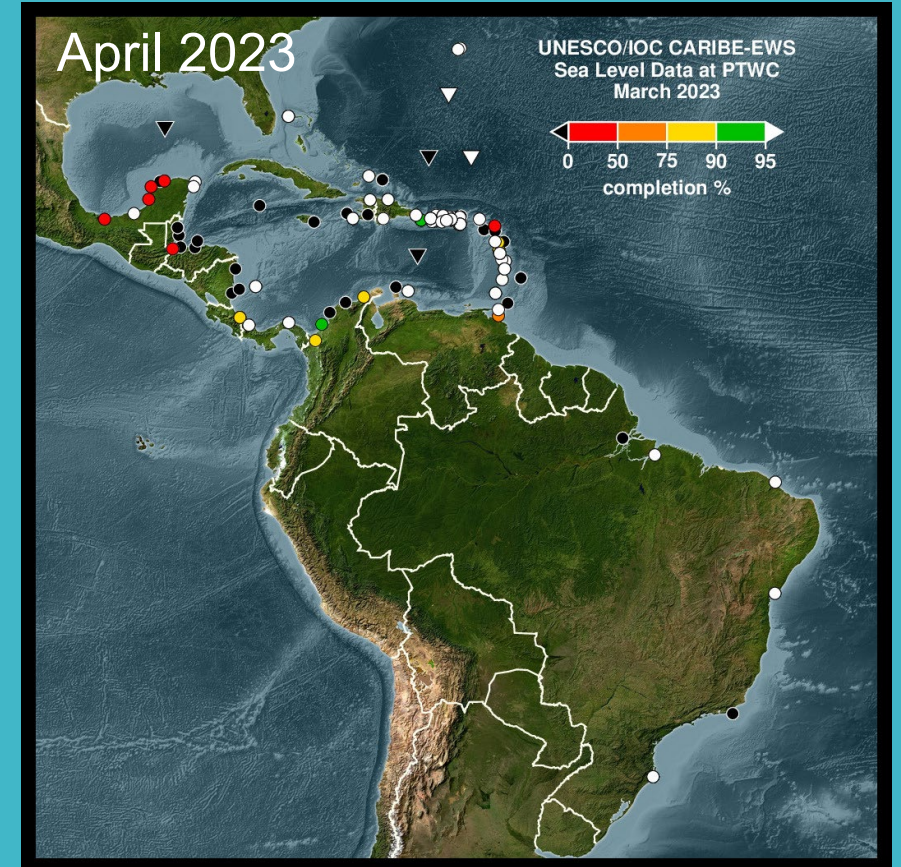 April 2023
UNESCO/IOC CARIBE-EWS
Sea Level Data at PTWC
March 2023
0 50 75 90 95
completion %